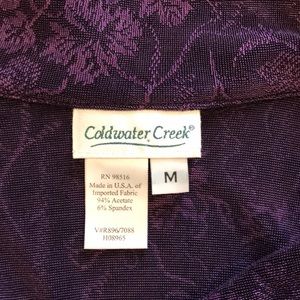 Coldwater Creek®
RN 98516
Made in U.S.A. of
Imported Fabric
94% Acetate
6% Spandex
V#R896/7088
H08965
M